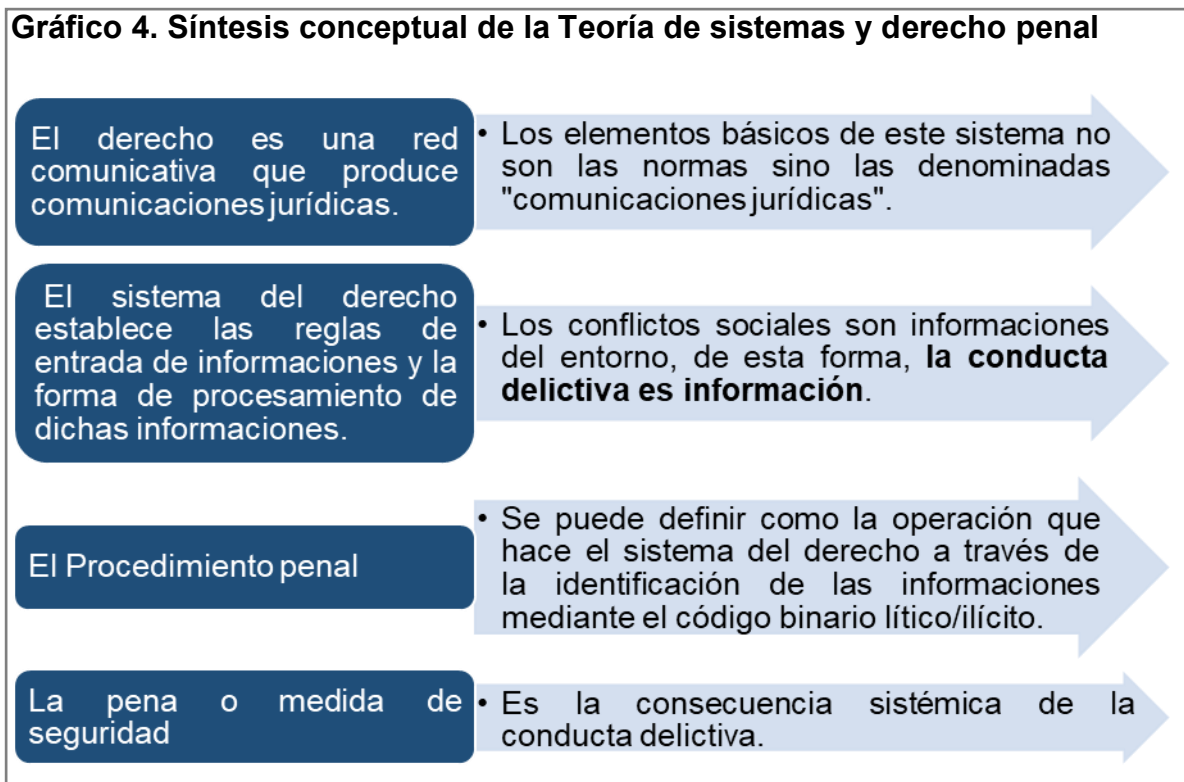 Gráfico 4. Síntesis conceptual de la Teoría de sistemas y derecho penal
El derecho es una red
comunicativa que produce
comunicaciones jurídicas.
• Los elementos básicos de este sistema no
son las normas sino las denominadas
"comunicaciones jurídicas".
El sistema del derecho
establece las reglas de
entrada de informaciones y la
forma de procesamiento de
dichas informaciones.
• Los conflictos sociales son informaciones
del entorno, de esta forma, la conducta
delictiva es información.
El Procedimiento penal
• Se puede definir como la operación que
hace el sistema del derecho a través de
la identificación de las informaciones
mediante el código binario lítico/ilícito.
La pena o medida de
seguridad
• Es la consecuencia sistémica de la
conducta delictiva.